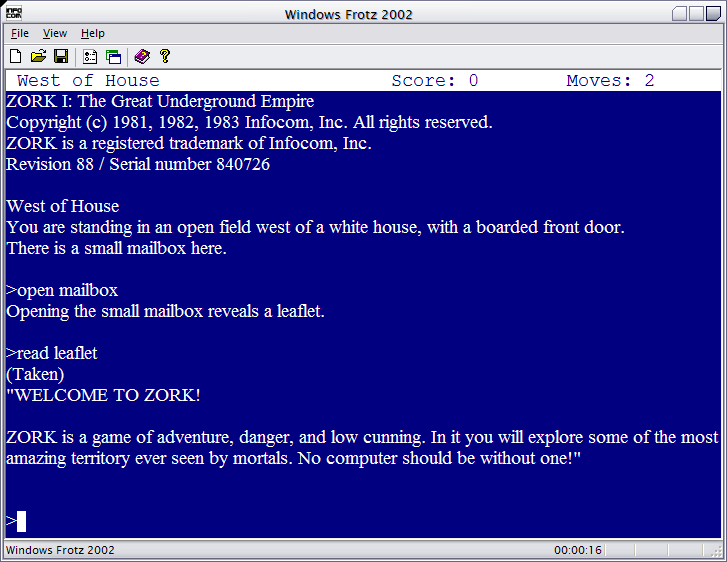 INFO
COM
Windows Frotz 2002
File View Help
West of House Score: 0 Moves: 2
ZORK I: The Great Underground Empire
Copyright (c) 1981, 1982, 1983 Infocom, Inc. All rights reserved.
ZORK is a registered trademark of Infocom, Inc.
Revision 88 / Serial number 840726
West of House
You are standing in an open field west of a white house, with a boarded front door.
There is a small mailbox here.
>open mailbox
Opening the small mailbox reveals a leaflet.
>read leaflet
(Taken)
"WELCOME TO ZORK!
ZORK is a game of adventure, danger, and low cunning. In it you will explore some of the most
amazing territory ever seen by mortals. No computer should be without one!"
>
Windows Frotz 2002 00:00:16